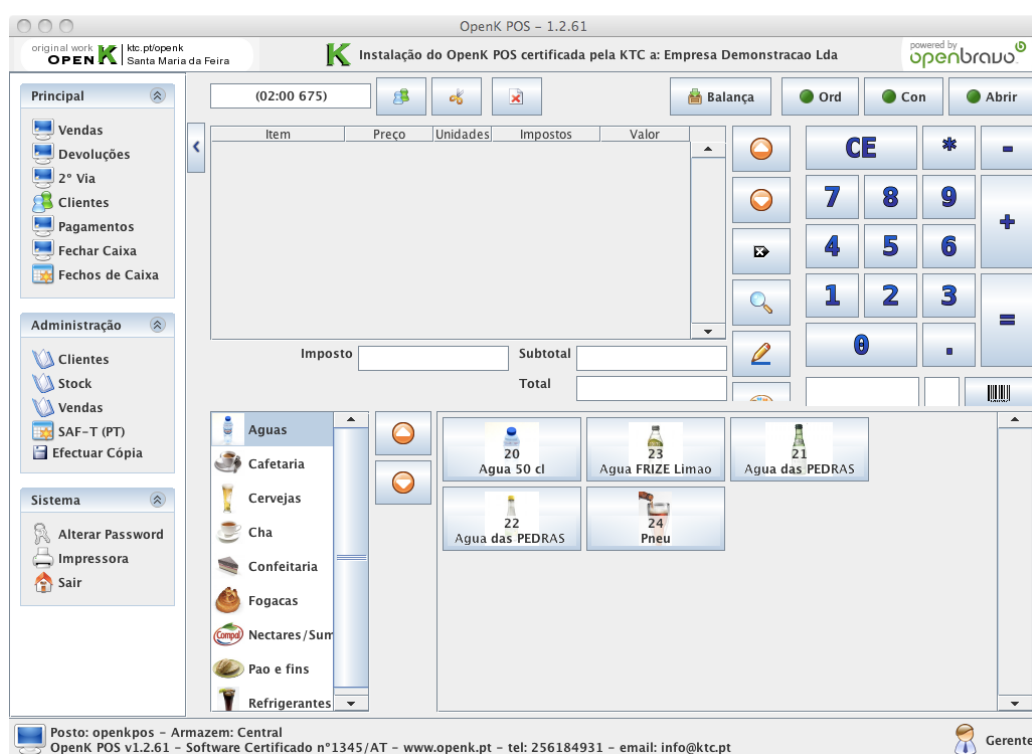 OpenK POS – 1.2.61
original work OPEN K ktc.pt/openk
Santa Maria da Feira
K Instalação do OpenK POS certificada pela KTC a: Empresa Demonstracao Lda
powered by openbravo
Principal
Vendas
Devoluções
2º Via
Clientes
Pagamentos
Fechar Caixa
Fechos de Caixa
Administração
Clientes
Stock
Vendas
SAF-T (PT)
Efectuar Cópia
Sistema
Alterar Password
Impressora
Sair
(02:00 675)
Balança
Ord
Con
Abrir
Item Preço Unidades Impostos Valor
CE * -
7 8 9 +
4 5 6
1 2 3 =
0 .
Imposto
Subtotal
Total
Aguas
Cafetaria
Cervejas
Cha
Confeitaria
Fogacas
Compal Nectares/Sum
Pao e fins
Refrigerantes
20
Agua 50 cl
23
Agua FRIZE Limao
21
Agua das PEDRAS
22
Agua das PEDRAS
24
Pneu
Posto: openkpos – Armazem: Central
OpenK POS v1.2.61 – Software Certificado nº1345/AT – www.openk.pt – tel: 256184931 – email: info@ktc.pt
Gerente